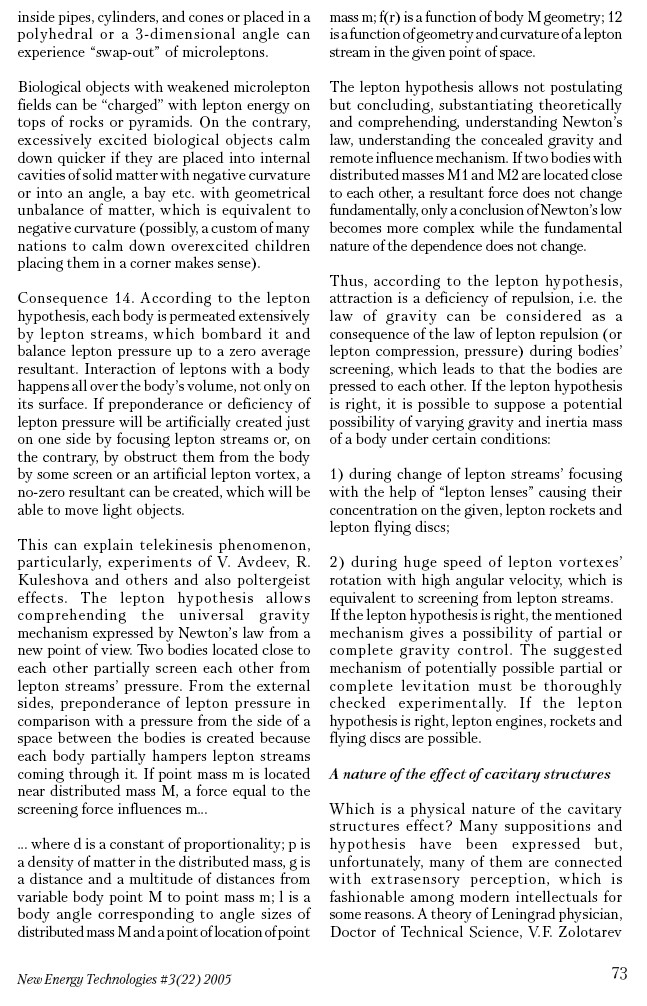 inside pipes, cylinders, and cones or placed in a
polyhedral or a 3-dimensional angle can
experience “swap-out” of microleptons.
Biological objects with weakened microlepton
fields can be “charged” with lepton energy on
tops of rocks or pyramids. On the contrary,
excessively excited biological objects calm
down quicker if they are placed into internal
cavities of solid matter with negative curvature
or into an angle, a bay etc. with geometrical
unbalance of matter, which is equivalent to
negative curvature (possibly, a custom of many
nations to calm down overexcited children
placing them in a corner makes sense).
Consequence 14. According to the lepton
hypothesis, each body is permeated extensively
by lepton streams, which bombard it and
balance lepton pressure up to a zero average
resultant. Interaction of leptons with a body
happens all over the body’s volume, not only on
its surface. If preponderance or deficiency of
lepton pressure will be artificially created just
on one side by focusing lepton streams or, on
the contrary, by obstruct them from the body
by some screen or an artificial lepton vortex, a
no-zero resultant can be created, which will be
able to move light objects.
This can explain telekinesis phenomenon,
particularly, experiments of V. Avdeev, R.
Kuleshova and others and also poltergeist
effects. The lepton hypothesis allows
comprehending the universal gravity
mechanism expressed by Newton’s law from a
new point of view. Two bodies located close to
each other partially screen each other from
lepton streams’ pressure. From the external
sides, preponderance of lepton pressure in
comparison with a pressure from the side of a
space between the bodies is created because
each body partially hampers lepton streams
coming through it. If point mass m is located
near distributed mass M, a force equal to the
screening force influences m...
... where d is a constant of proportionality; p is
a density of matter in the distributed mass, g is
a distance and a multitude of distances from
variable body point M to point mass m; l is a
body angle corresponding to angle sizes of
distributed mass M and a point of location of point
mass m; f(r) is a function of body M geometry; 12
is a function of geometry and curvature of a lepton
stream in the given point of space.
The lepton hypothesis allows not postulating
but concluding, substantiating theoretically
and comprehending, understanding Newton’s
law, understanding the concealed gravity and
remote influence mechanism. If two bodies with
distributed masses M1 and M2 are located close
to each other, a resultant force does not change
fundamentally, only a conclusion of Newton’s low
becomes more complex while the fundamental
nature of the dependence does not change.
Thus, according to the lepton hypothesis,
attraction is a deficiency of repulsion, i.e. the
law of gravity can be considered as a
consequence of the law of lepton repulsion (or
lepton compression, pressure) during bodies’
screening, which leads to that the bodies are
pressed to each other. If the lepton hypothesis
is right, it is possible to suppose a potential
possibility of varying gravity and inertia mass
of a body under certain conditions:
1) during change of lepton streams’ focusing
with the help of “lepton lenses” causing their
concentration on the given, lepton rockets and
lepton flying discs;
2) during huge speed of lepton vortexes’
rotation with high angular velocity, which is
equivalent to screening from lepton streams.
If the lepton hypothesis is right, the mentioned
mechanism gives a possibility of partial or
complete gravity control. The suggested
mechanism of potentially possible partial or
complete levitation must be thoroughly
checked experimentally. If the lepton
hypothesis is right, lepton engines, rockets and
flying discs are possible.
A nature of the effect of cavitary structures
Which is a physical nature of the cavitary
structures effect? Many suppositions and
hypothesis have been expressed but,
unfortunately, many of them are connected
with extrasensory perception, which is
fashionable among modern intellectuals for
some reasons. A theory of Leningrad physician,
Doctor of Technical Science, V.F. Zolotarev
New Energy Technologies #3(22) 2005
73